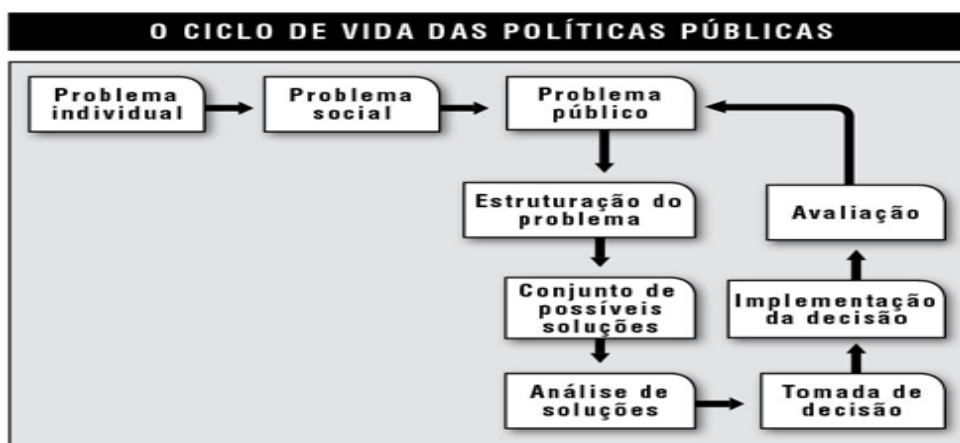 O CICLO DE VIDA DAS POLÍTICAS PÚBLICAS
Problema
individual
Problema
social
Problema
público
Estruturação do
problema
Conjunto de
possíveis
soluções
Análise de
soluções
Tomada de
decisão
Implementação
da decisão
Avaliação